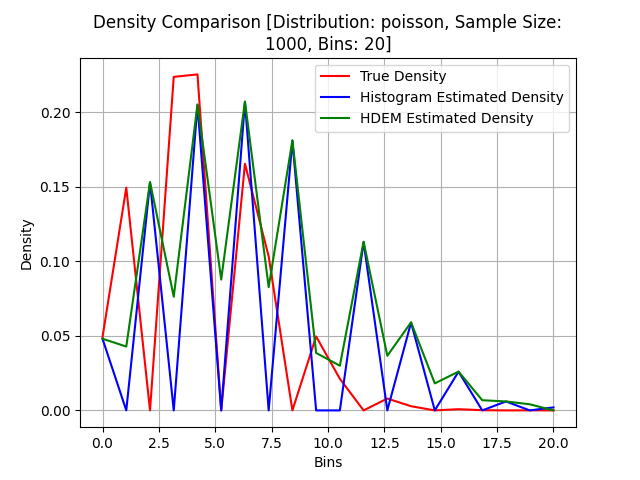 Density Comparison [Distribution: poisson, Sample Size:
1000, Bins: 20]
True Density
Histogram Estimated Density
HDEM Estimated Density
Density
0.20
0.15
0.10
0.05
0.00
0.0 2.5 5.0 7.5 10.0 12.5 15.0 17.5 20.0
Bins